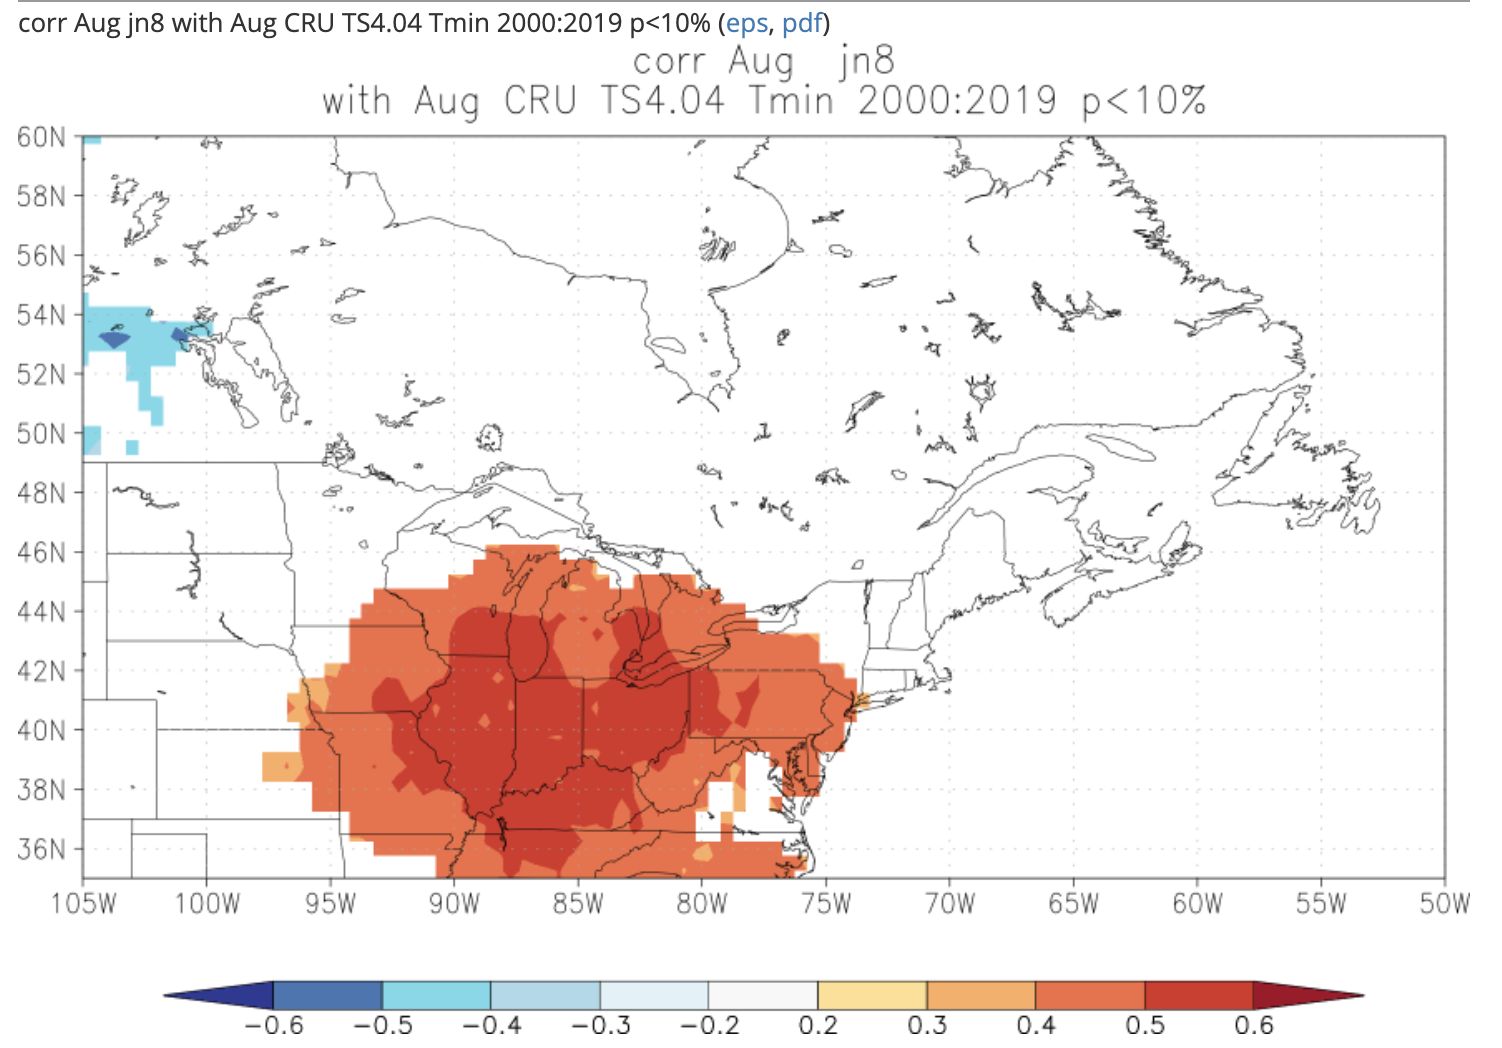 corr Aug jn8 with Aug CRU TS4.04 Tmin 2000:2019 p<10% (eps, pdf)
corr Aug jn8
with Aug CRU TS4.04 Tmin 2000:2019 p<10%
60N
58N
56N
54N
52N
50N
48N
46N
44N
42N
40N
38N
36N
105W 100W 95W 90W 85W 80W 75W 70W 65W 60W 55W 50W
−0.6 −0.5 −0.4 −0.3 −0.2 0.2 0.3 0.4 0.5 0.6